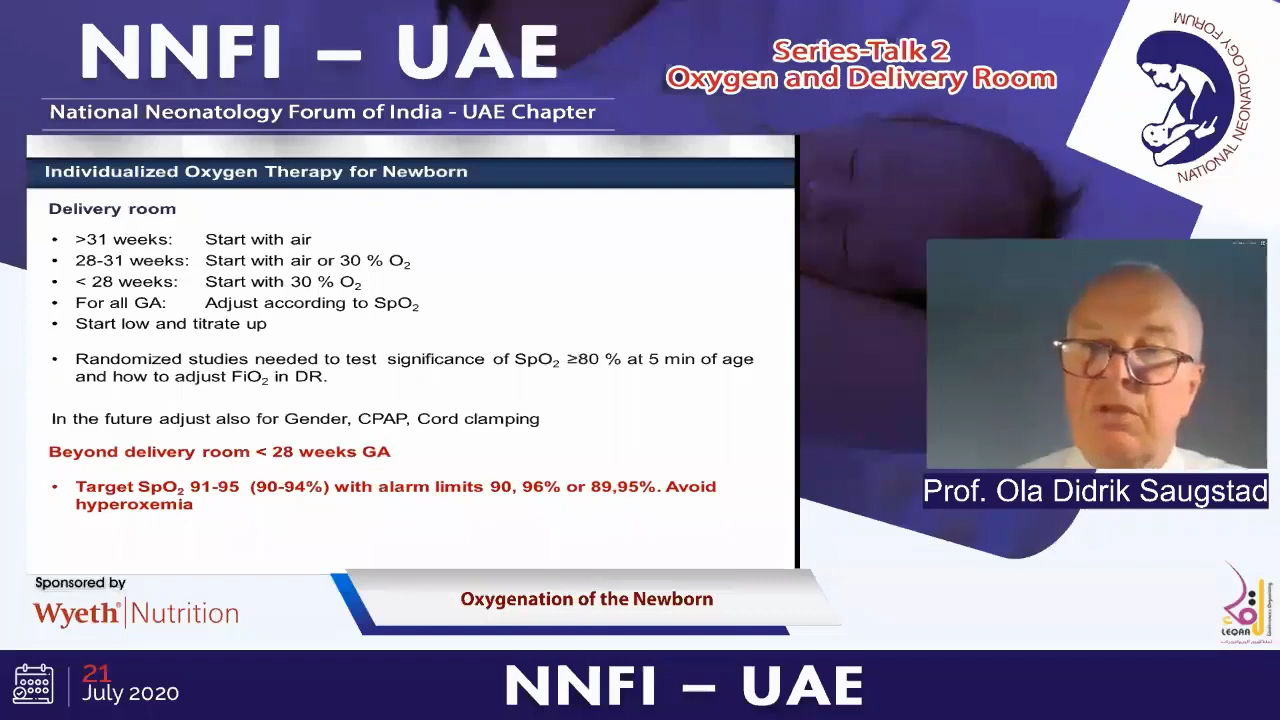 NNFI – UAE
National Neonatology Forum of India - UAE Chapter
Series-Talk 2
Oxygen and Delivery Room
NATIONAL NEONATOLOGY FORUM
Individualized Oxygen Therapy for Newborn
Delivery room
• >31 weeks: Start with air
• 28-31 weeks: Start with air or 30 % O₂
• < 28 weeks: Start with 30 % O₂
• For all GA: Adjust according to SpO₂
• Start low and titrate up
• Randomized studies needed to test significance of SpO₂ ≥80 % at 5 min of age
and how to adjust FiO₂ in DR.
In the future adjust also for Gender, CPAP, Cord clamping
Beyond delivery room < 28 weeks GA
• Target SpO₂ 91-95 (90-94%) with alarm limits 90, 96% or 89,95%. Avoid
hyperoxemia
Prof. Ola Didrik Saugstad
Sponsored by
Wyeth® Nutrition
Oxygenation of the Newborn
LEQAA
21
July 2020
NNFI – UAE